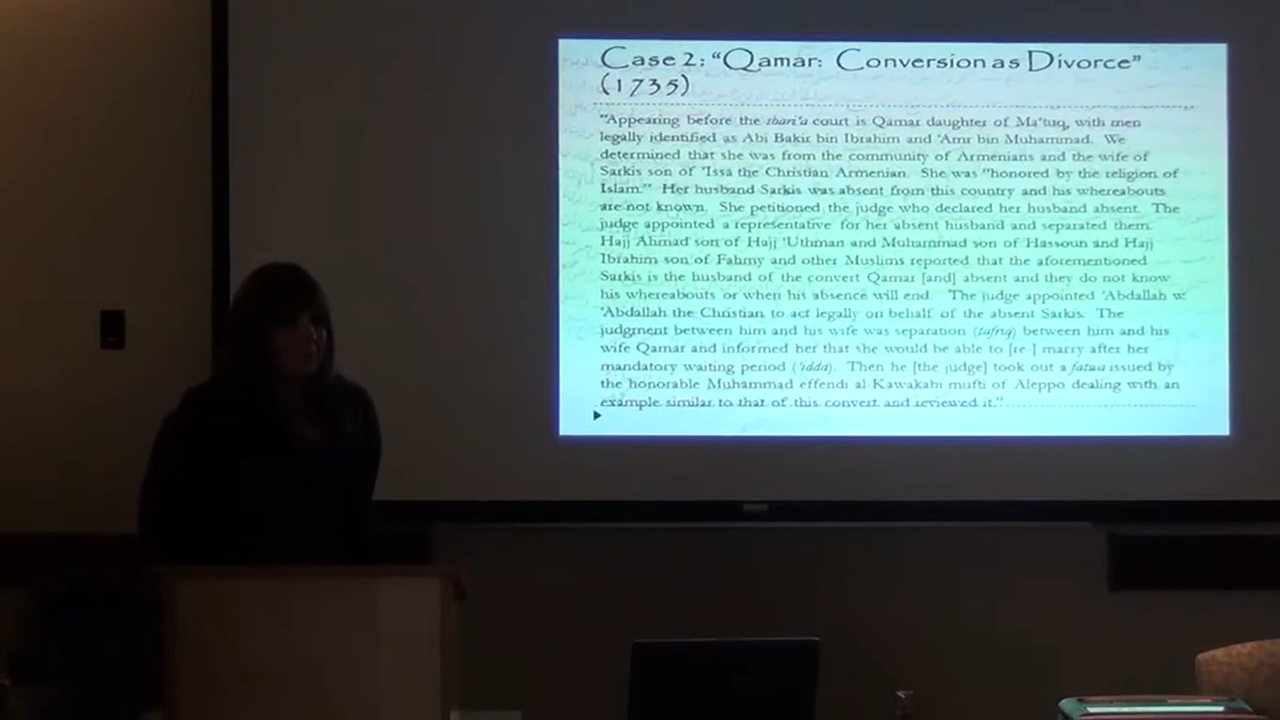 Case 2: “Qamar: Conversion as Divorce”
(1735)
“Appearing before the shari’a court is Qamar daughter of Ma’tuq, with men
legally identified as Abi Bakir bin Ibrahim and ‘Amr bin Muhammad. We
determined that she was from the community of Armenians and the wife of
Sarkis son of ‘Issa the Christian Armenian. She was “honored by the religion of
Islam.” Her husband Sarkis was absent from this country and his whereabouts
are not known. She petitioned the judge who declared her husband absent. The
judge appointed a representative for her absent husband and separated them.
Hajj Ahmad son of Hajj ‘Uthman and Muhammad son of Hassoun and Hajj
Ibrahim son of Fahmy and other Muslims reported that the aforementioned
Sarkis is the husband of the convert Qamar [and] absent and they do not know
his whereabouts or when his absence will end. The judge appointed ‘Abdallah w.
‘Abdallah the Christian to act legally on behalf of the absent Sarkis. The
judgment between him and his wife was separation (tafriq) between him and his
wife Qamar and informed her that she would be able to [re-] marry after her
mandatory waiting period (‘idda). Then he [the judge] took out a fatwa issued by
the honorable Muhammad effendi al-Kawakabi mufti of Aleppo dealing with an
example similar to that of this convert and reviewed it.”